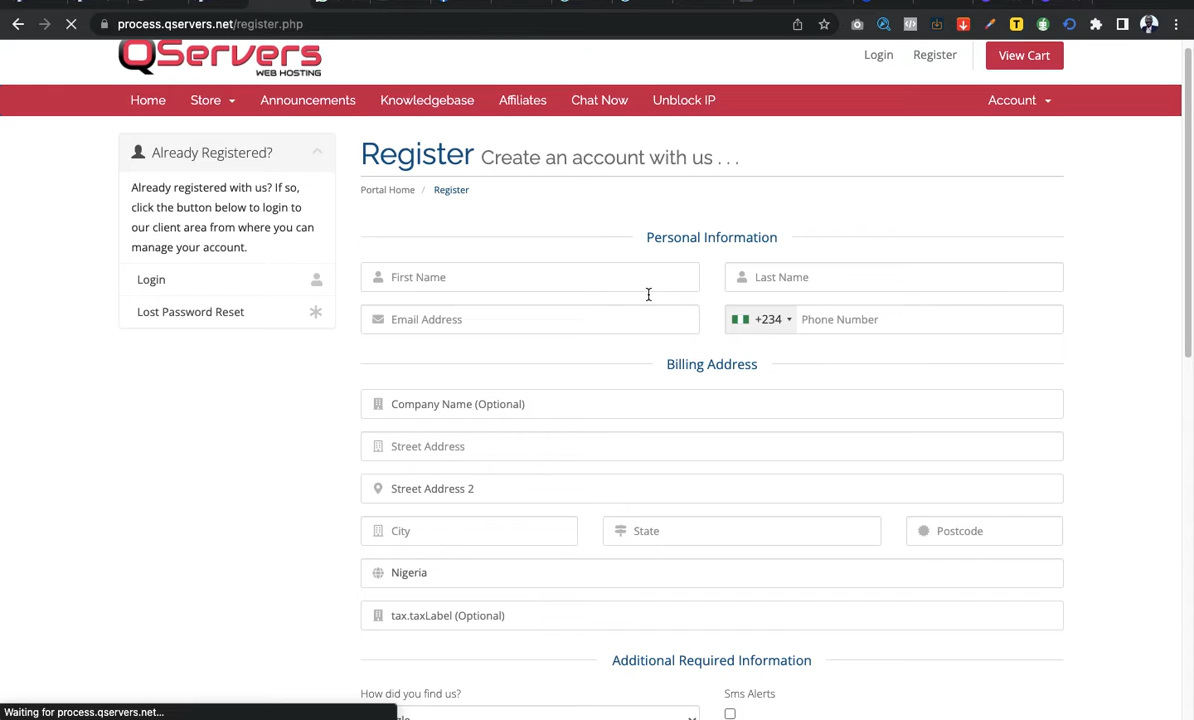 process.qservers.net/register.php
QServers
WEB HOSTING
Login
Register
View Cart
Home
Store
Announcements
Knowledgebase
Affiliates
Chat Now
Unblock IP
Account
Already Registered?
Already registered with us? If so,
click the button below to login to
our client area from where you can
manage your account.
Login
Lost Password Reset
Register Create an account with us . . .
Portal Home / Register
Personal Information
First Name
Last Name
Email Address
+234
Phone Number
Billing Address
Company Name (Optional)
Street Address
Street Address 2
City
State
Postcode
Nigeria
tax.taxLabel (Optional)
Additional Required Information
How did you find us?
Sms Alerts
Waiting for process.qservers.net...